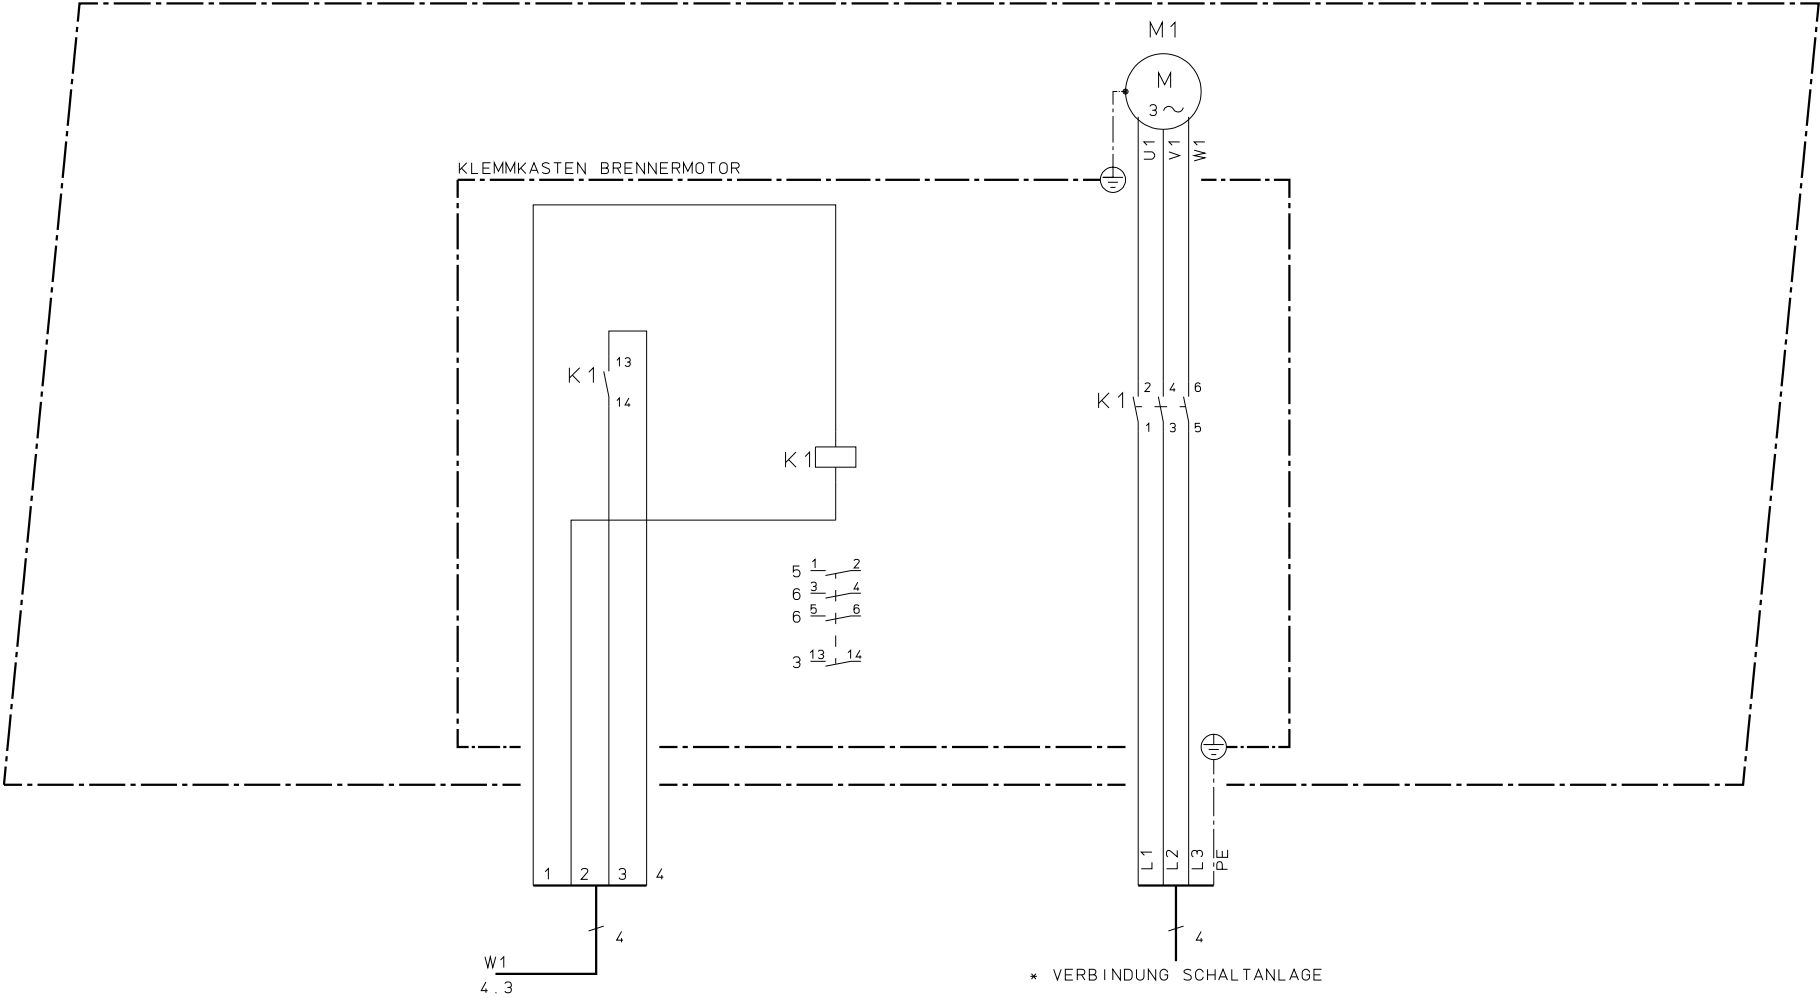 M1
M
3~
U1
V1
W1
KLEMMKASTEN BRENNERMOTOR
K1
13
14
K1
2 4 6
1 3 5
K1
5 1 2
6 3 4
6 5 6
3 13 14
1 2 3 4
L1
L2
L3
PE
4
4
W1
4.3
* VERBINDUNG SCHALTANLAGE